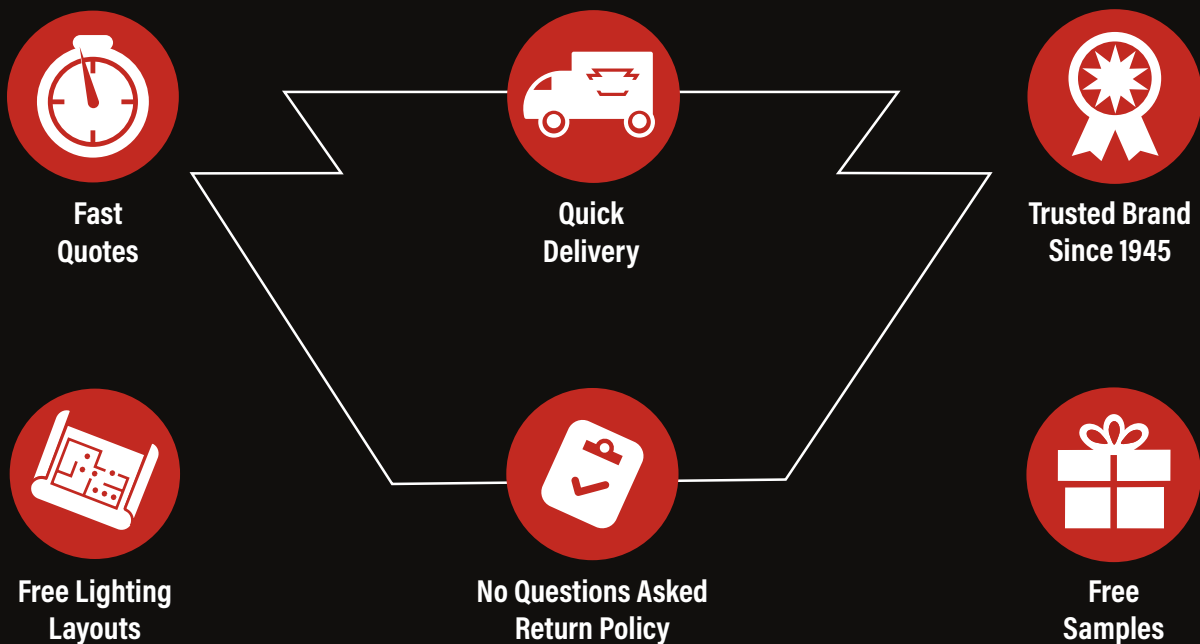 Fast
Quotes
Quick
Delivery
Trusted Brand
Since 1945
Free Lighting
Layouts
No Questions Asked
Return Policy
Free
Samples